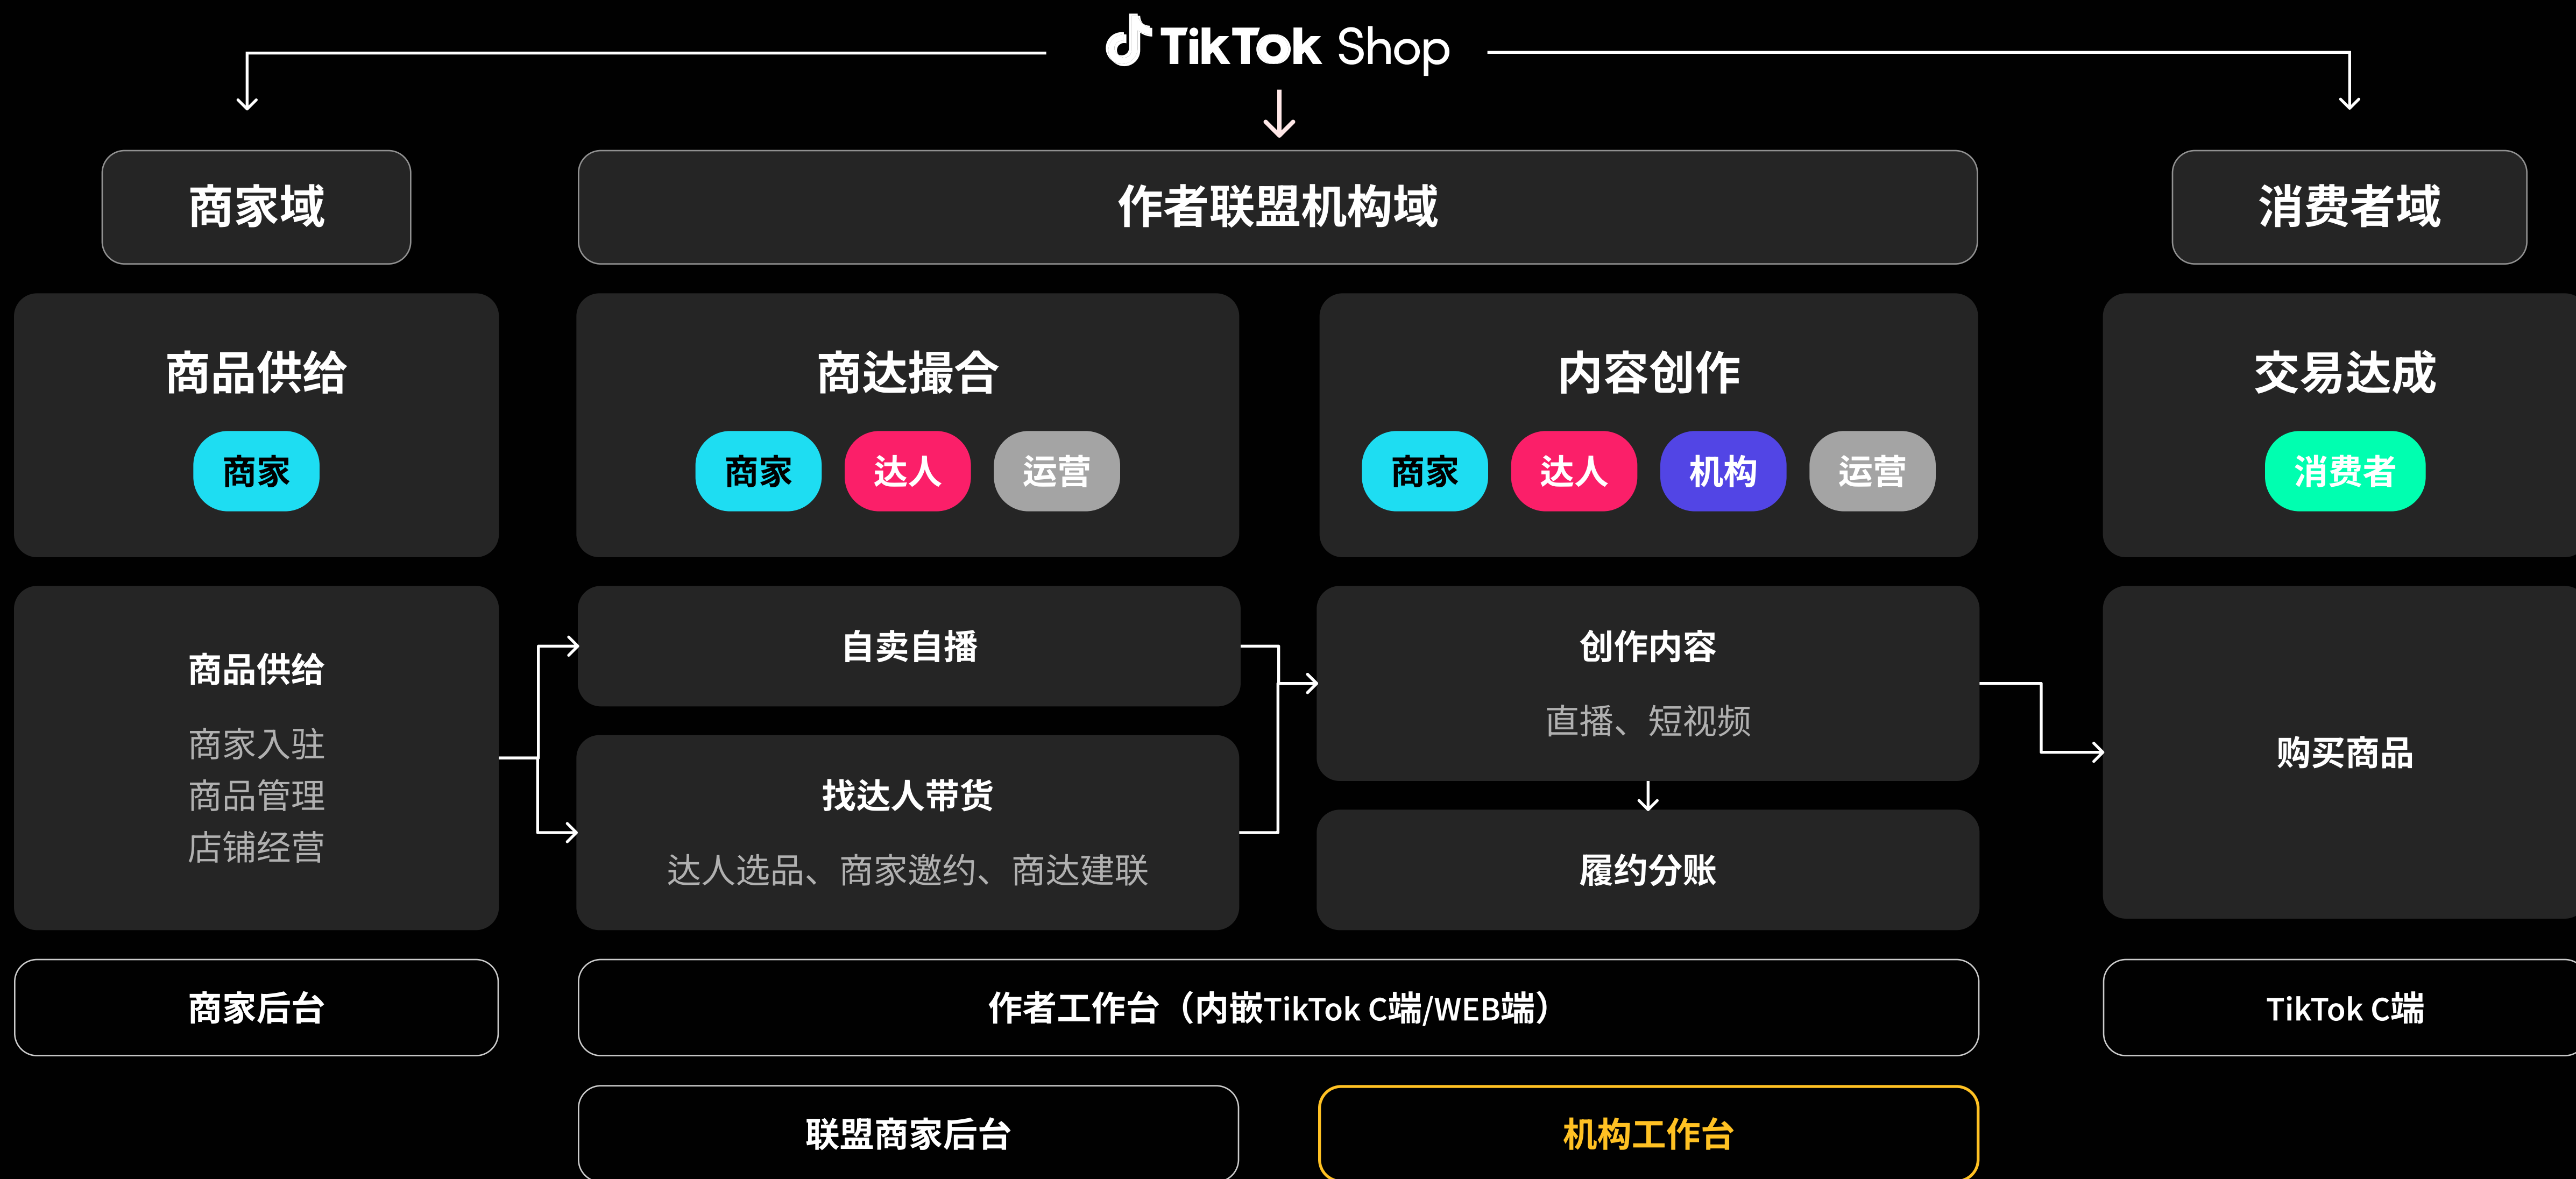 TikTok Shop
商家域
作者联盟机构域
消费者域
商品供给
商家
商达撮合
商家
达人
运营
内容创作
商家
达人
机构
运营
交易达成
消费者
商品供给
商家入驻
商品管理
店铺经营
自卖自播
找达人带货
达人选品、商家邀约、商达建联
创作内容
直播、短视频
履约分账
购买商品
商家后台
作者工作台（内嵌TikTok C端/WEB端）
TikTok C端
联盟商家后台
机构工作台